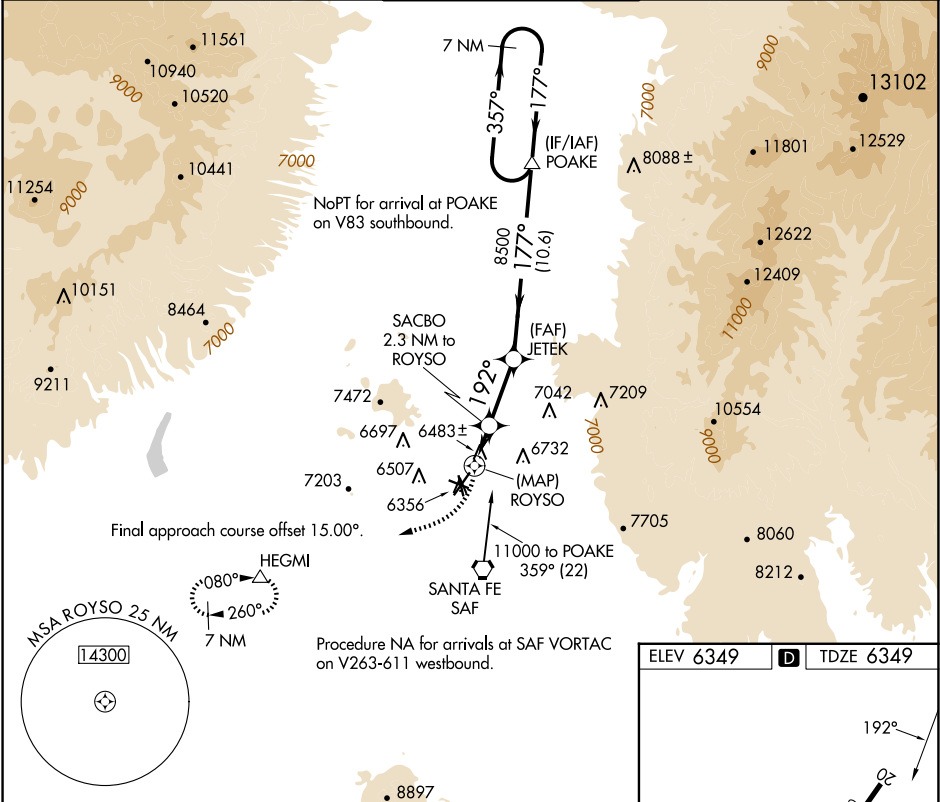 11561
10940
9000
10520
7 NM
357°
177°
(IF/IAF)
POAKE
9000
7000
13102
12529
11801
8088 ±
7000
10441
11254
9000
NoPT for arrival at POAKE
on V83 southbound.
8500
177°
(10.6)
12622
12409
11000
10151
8464
7000
9211
SACBO
2.3 NM to
ROYSO
(FAF)
JETEK
192°
7472
7042
7209
7000
10554
9000
6697
6483 ±
6732
6507
7203
6356
(MAP)
ROYSO
7705
8060
8212
Final approach course offset 15.00°.
11000 to POAKE
359° (22)
HEGMI
080°
260°
7 NM
SANTA FE
SAF
MSA ROYSO 25 NM
14300
Procedure NA for arrivals at SAF VORTAC
on V263-611 westbound.
ELEV 6349
D
TDZE 6349
192°
20
8897